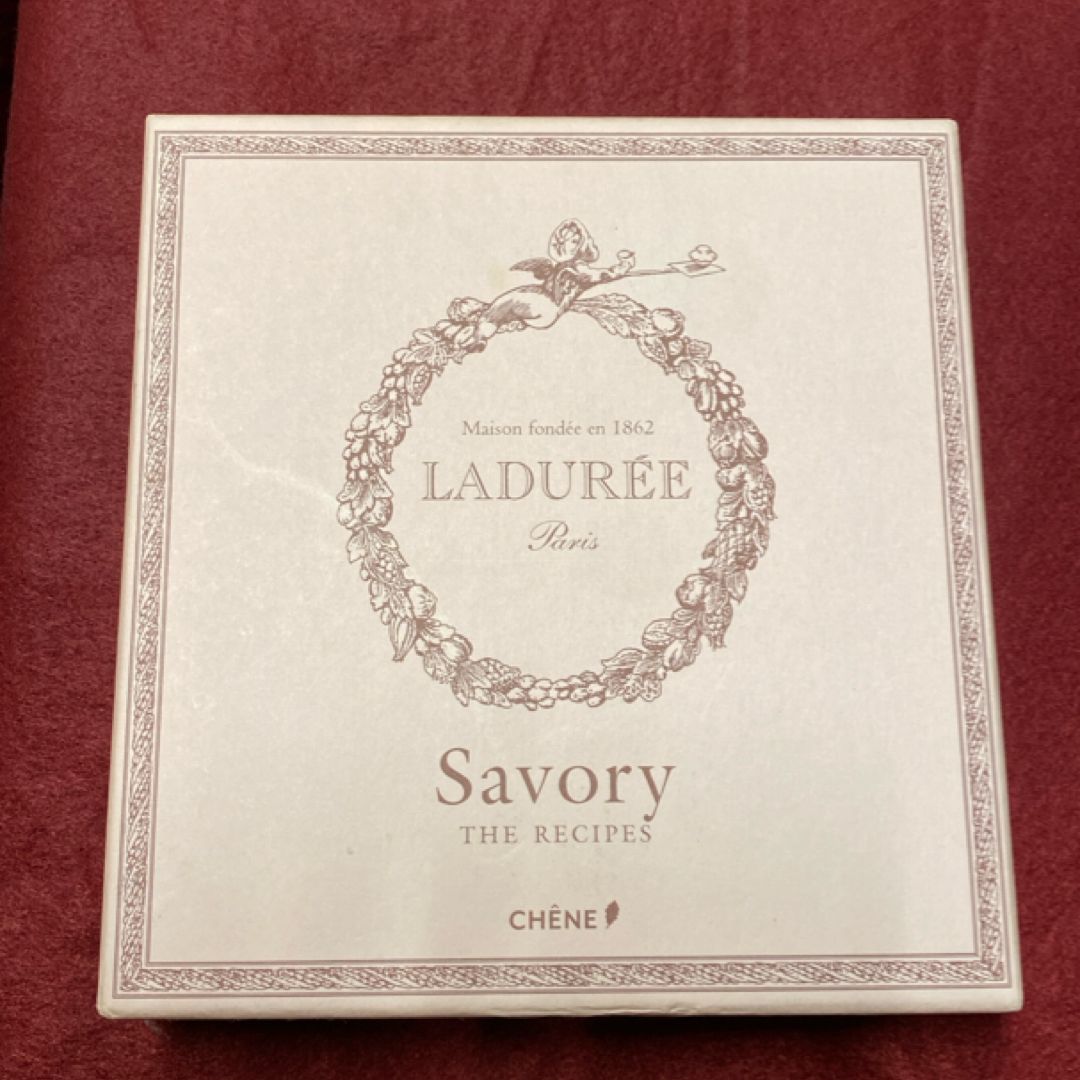 Maison fondée en 1862
LADURÉE
Paris
Savory
THE RECIPES
CHÊNE